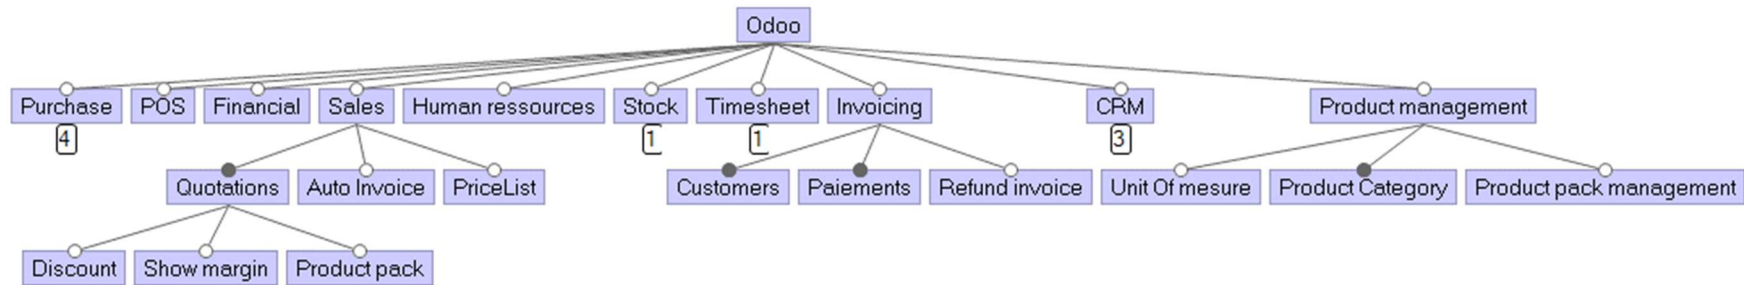 Odoo
Purchase POS Financial Sales Human ressources Stock Timesheet Invoicing CRM Product management
4 1 1 3
Quotations Auto Invoice PriceList Customers Paiements Refund invoice Unit Of mesure Product Category Product pack management
Discount Show margin Product pack